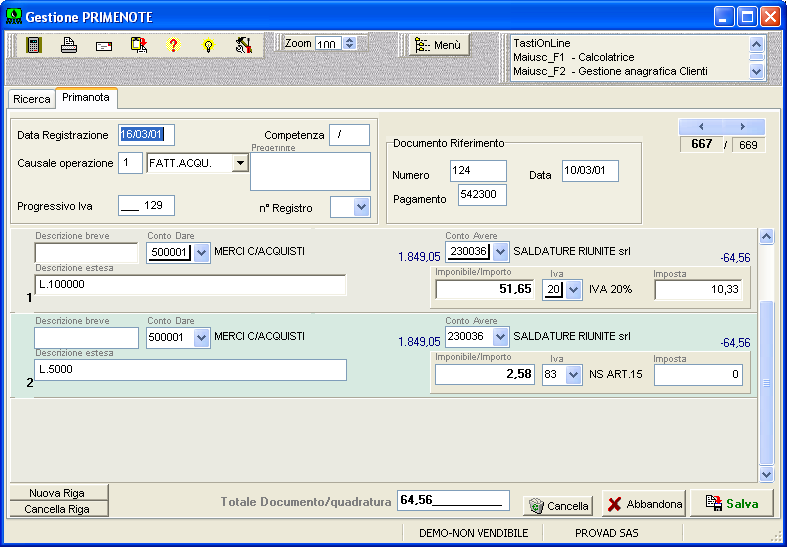 Gestione PRIMENOTE
Zoom 100 Menù
TastiOnLine
Maiusc_F1 - Calcolatrice
Maiusc_F2 - Gestione anagrafica Clienti
Ricerca Primanota
Data Registrazione 16/03/01 Competenza /
Causale operazione 1 FATT.ACQU. Predefinite
Progressivo Iva ___ 129 n° Registro
Documento Riferimento
Numero 124 Data 10/03/01
Pagamento 542300
667 / 669
Descrizione breve Conto Dare Conto Avere
500001 MERCI C/ACQUISTI 1.849,05 230036 SALDATURE RIUNITE srl -64,56
Descrizione estesa Imponibile/Importo Iva Imposta
1 L.100000 51,65 20 IVA 20% 10,33
Descrizione breve Conto Dare Conto Avere
500001 MERCI C/ACQUISTI 1.849,05 230036 SALDATURE RIUNITE srl -64,56
Descrizione estesa Imponibile/Importo Iva Imposta
2 L.5000 2,58 83 NS ART.15 0
Nuova Riga
Cancella Riga
Totale Documento/quadratura 64,56____________ Cancella Abbandona Salva
DEMO-NON VENDIBILE PROVAD SAS